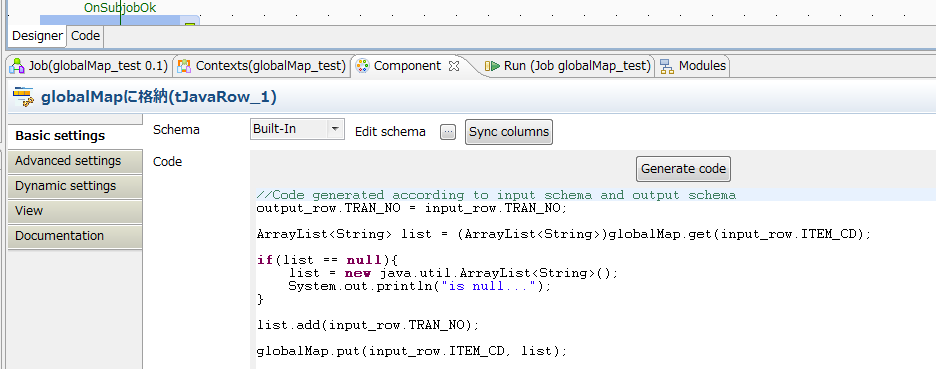 OnSubjobOk
Designer Code
Job(globalMap_test 0.1) Contexts(globalMap_test) Component Run (Job globalMap_test) Modules
globalMapに格納(tJavaRow_1)
Basic settings
Advanced settings
Dynamic settings
View
Documentation
Schema Built-In Edit schema ... Sync columns
Code
Generate code
//Code generated according to input schema and output schema
output_row.TRAN_NO = input_row.TRAN_NO;
ArrayList<String> list = (ArrayList<String>)globalMap.get(input_row.ITEM_CD);
if(list == null){
    list = new java.util.ArrayList<String>();
    System.out.println("is null...");
}
list.add(input_row.TRAN_NO);
globalMap.put(input_row.ITEM_CD, list);